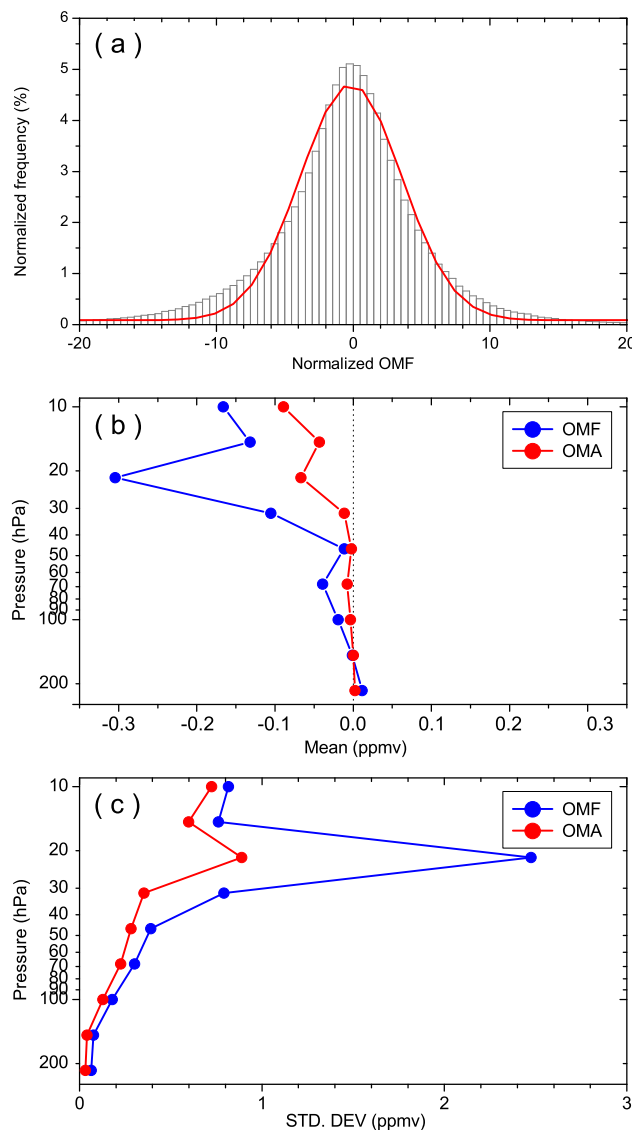 ( a )
Normalized frequency (%)
6
5
4
3
2
1
0
-20 -10 0 10 20
Normalized OMF
( b )
OMF
OMA
Pressure (hPa)
10
20
30
40
50
60
70
80
90
100
200
-0.3 -0.2 -0.1 0.0 0.1 0.2 0.3
Mean (ppmv)
( c )
OMF
OMA
Pressure (hPa)
10
20
30
40
50
60
70
80
90
100
200
0 1 2 3
STD. DEV (ppmv)